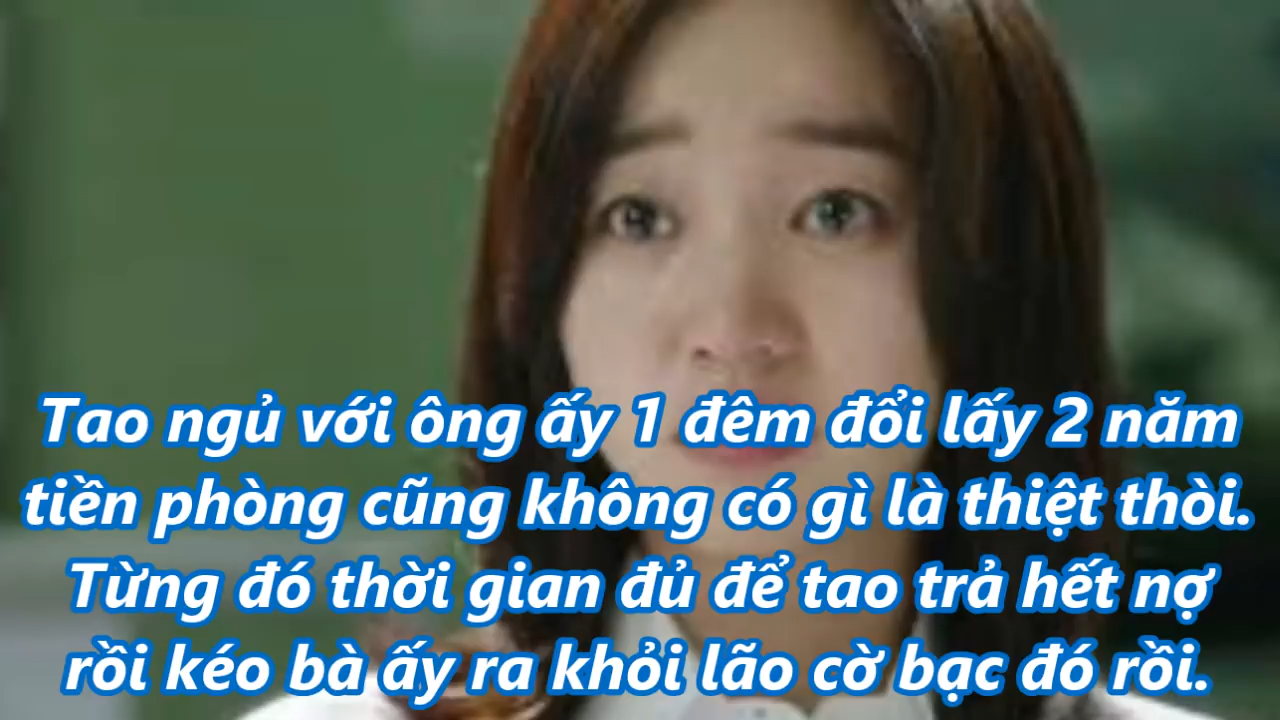 Tao ngủ với ông ấy 1 đêm đổi lấy 2 năm
tiền phòng cũng không có gì là thiệt thòi.
Từng đó thời gian đủ để tao trả hết nợ
rồi kéo bà ấy ra khỏi lão cờ bạc đó rồi.